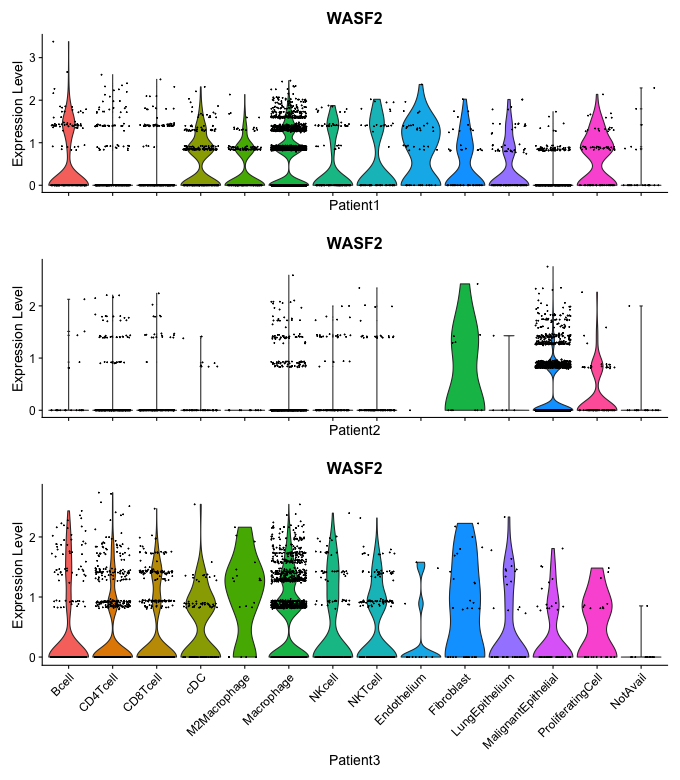 WASF2
Expression Level
3
2
1
0
Patient1
WASF2
Expression Level
2
1
0
Patient2
WASF2
Expression Level
2
1
0
Bcell
CD4Tcell
CD8Tcell
cDC
M2Macrophage
Macrophage
NKcell
NKTcell
Endothelium
Fibroblast
LungEpithelium
MalignantEpithelial
ProliferatingCell
NotAvail
Patient3